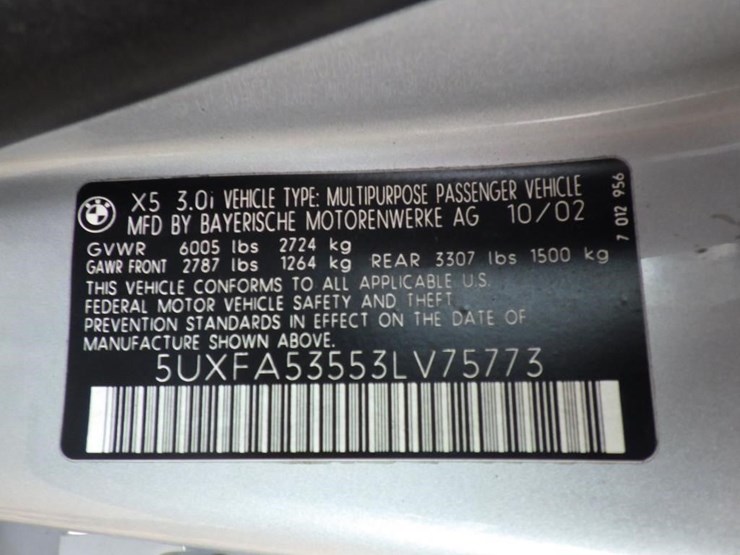 X5 3.0i VEHICLE TYPE: MULTIPURPOSE PASSENGER VEHICLE
MFD BY BAYERISCHE MOTORENWERKE AG 10/02
GVWR 6005 lbs 2724 kg
GAWR FRONT 2787 lbs 1264 kg REAR 3307 lbs 1500 kg
THIS VEHICLE CONFORMS TO ALL APPLICABLE U.S.
FEDERAL MOTOR VEHICLE SAFETY AND THEFT
PREVENTION STANDARDS IN EFFECT ON THE DATE OF
MANUFACTURE SHOWN ABOVE.
5UXFA53553LV75773
7 012 956